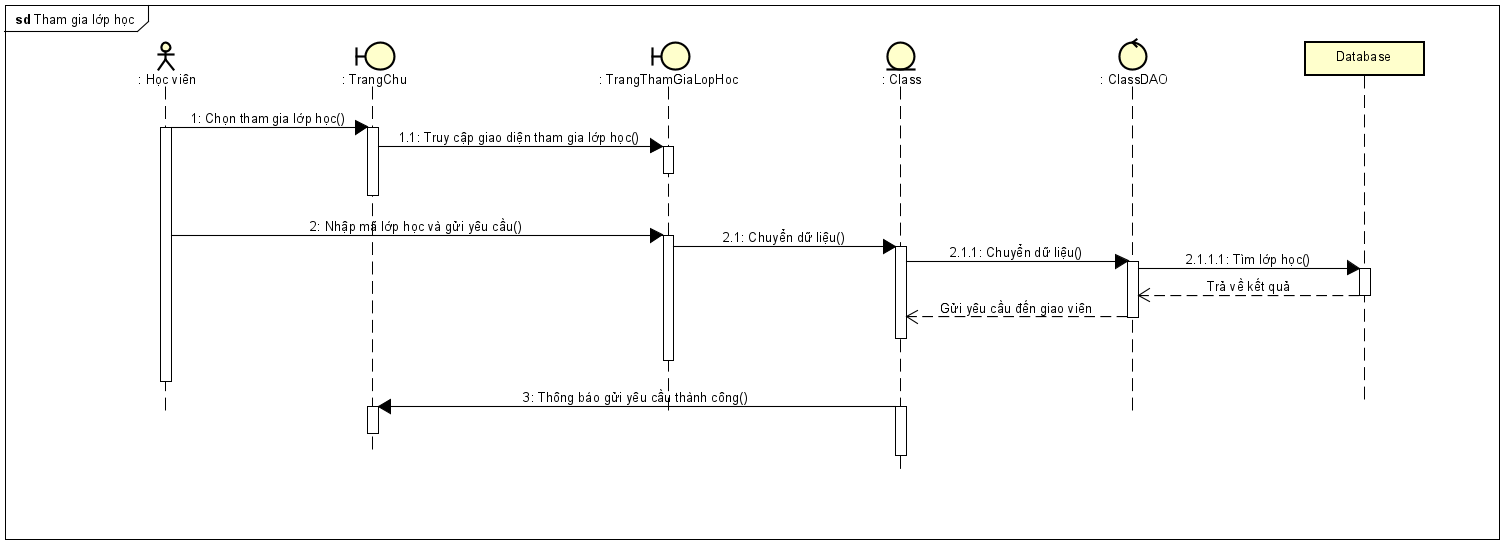 sd Tham gia lớp học
: Học viên
: TrangChu
: TrangThamGiaLopHoc
: Class
: ClassDAO
Database
1: Chọn tham gia lớp học()
1.1: Truy cập giao diện tham gia lớp học()
2: Nhập mã lớp học và gửi yêu cầu()
2.1: Chuyển dữ liệu()
2.1.1: Chuyển dữ liệu()
2.1.1.1: Tìm lớp học()
Trả về kết quả
Gửi yêu cầu đến giao viên
3: Thông báo gửi yêu cầu thành công()